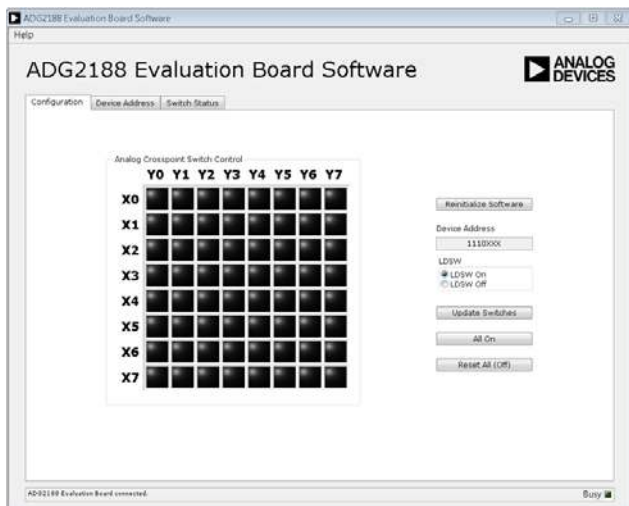 ADG2188 Evaluation Board Software
Help
ADG2188 Evaluation Board Software
ANALOG
DEVICES
Configuration Device Address Switch Status
Analog Crosspoint Switch Control
Y0 Y1 Y2 Y3 Y4 Y5 Y6 Y7
X0
X1
X2
X3
X4
X5
X6
X7
Reinitialize Software
Device Address
1110XXX
LDSW
LDSW On
LDSW Off
Update Switches
All On
Reset All (Off)
ADG2188 Evaluation Board connected.
Busy